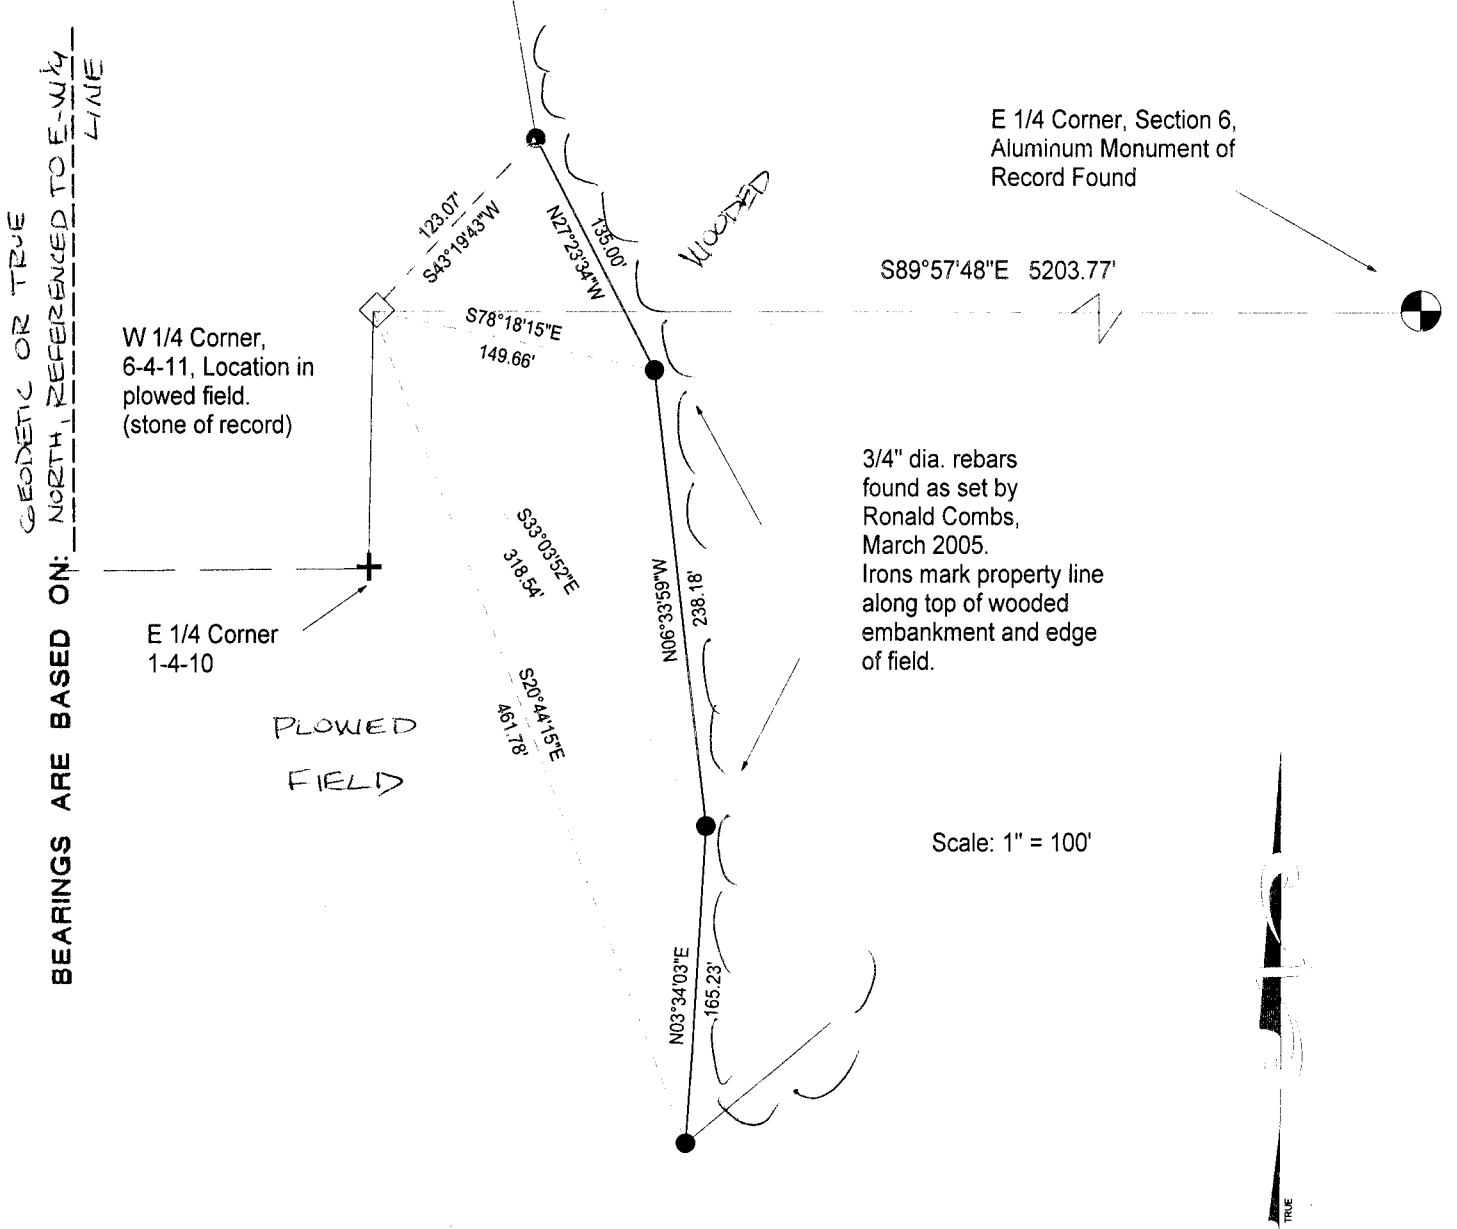 GEODETIC OR TRUE
BEARINGS ARE BASED ON: NORTH, REFERENCED TO E-W 1/4
LINE
E 1/4 Corner, Section 6,
Aluminum Monument of
Record Found
WOODED
123.07'
S43°19'43"W
135.00'
N27°23'34"W
S89°57'48"E 5203.77'
W 1/4 Corner,
6-4-11, Location in
plowed field.
(stone of record)
S78°18'15"E
149.66'
3/4" dia. rebars
found as set by
Ronald Combs,
March 2005.
Irons mark property line
along top of wooded
embankment and edge
of field.
S33°03'52"E
318.54'
N06°33'59"W
238.18'
E 1/4 Corner
1-4-10
S20°44'15"E
461.78'
PLOWED
FIELD
Scale: 1" = 100'
N03°34'03"E
165.23'
TRUE